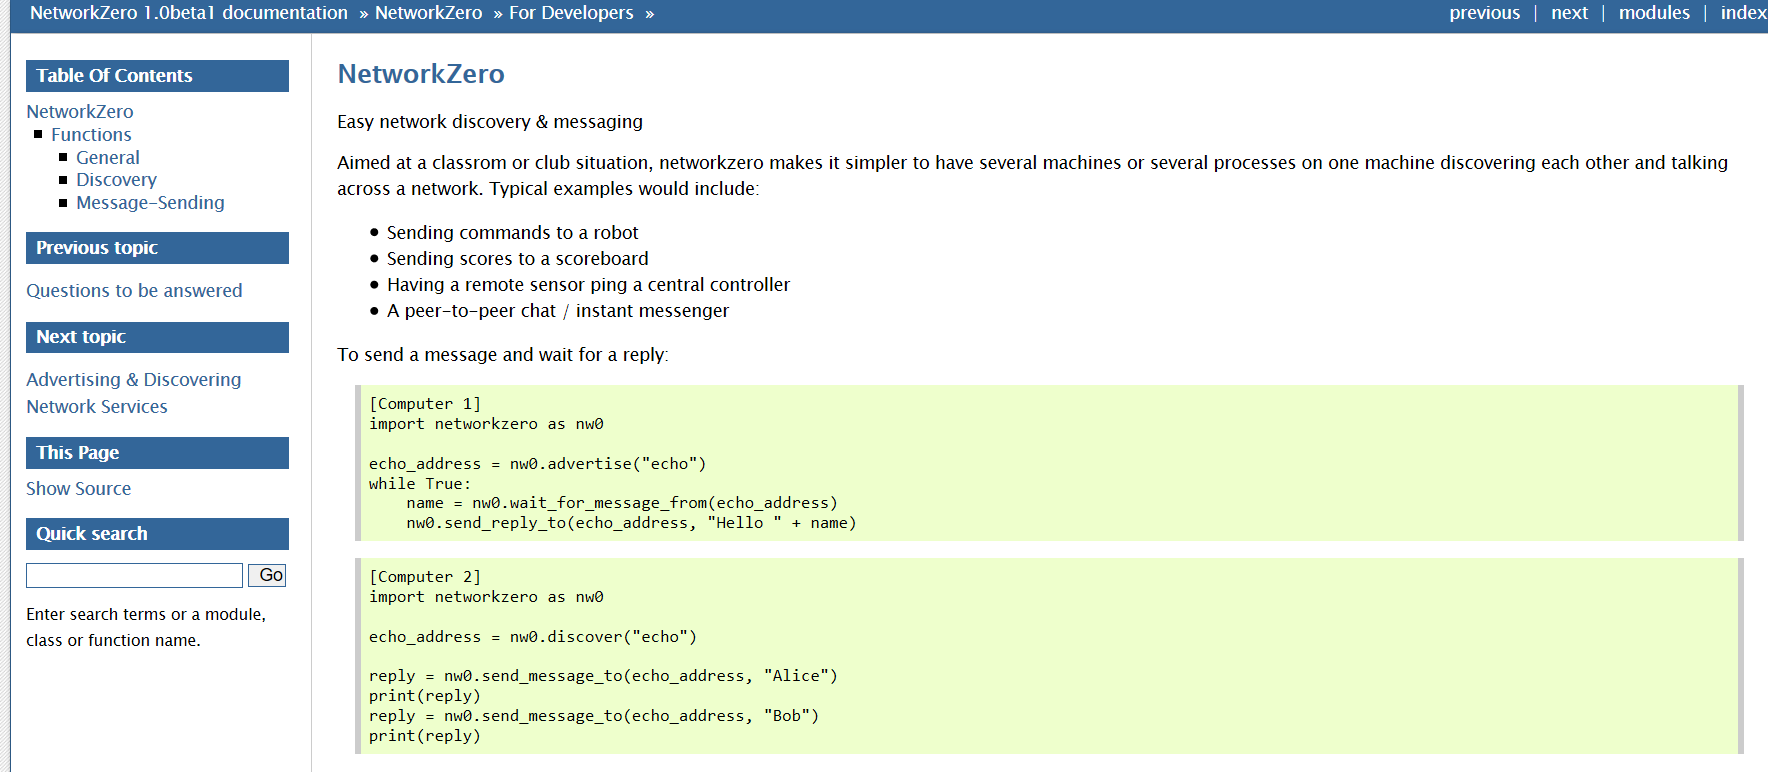 NetworkZero 1.0beta1 documentation » NetworkZero » For Developers »
previous | next | modules | index
Table Of Contents
NetworkZero
Functions
General
Discovery
Message-Sending
Previous topic
Questions to be answered
Next topic
Advertising & Discovering
Network Services
This Page
Show Source
Quick search
Go
Enter search terms or a module,
class or function name.
NetworkZero
Easy network discovery & messaging
Aimed at a classrom or club situation, networkzero makes it simpler to have several machines or several processes on one machine discovering each other and talking
across a network. Typical examples would include:
• Sending commands to a robot
• Sending scores to a scoreboard
• Having a remote sensor ping a central controller
• A peer-to-peer chat / instant messenger
To send a message and wait for a reply:
[Computer 1]
import networkzero as nw0
echo_address = nw0.advertise("echo")
while True:
    name = nw0.wait_for_message_from(echo_address)
    nw0.send_reply_to(echo_address, "Hello " + name)
[Computer 2]
import networkzero as nw0
echo_address = nw0.discover("echo")
reply = nw0.send_message_to(echo_address, "Alice")
print(reply)
reply = nw0.send_message_to(echo_address, "Bob")
print(reply)